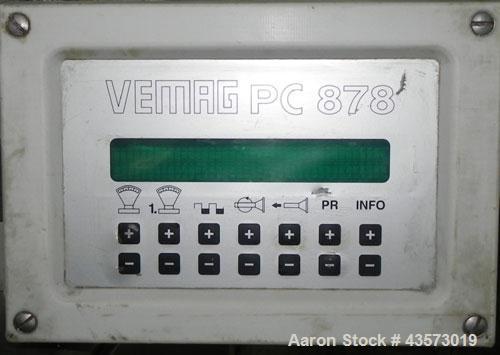 VEMAG PC 878
1. PR INFO
+ + + + + + +
- - - - - - -
Aaron Stock # 43573019